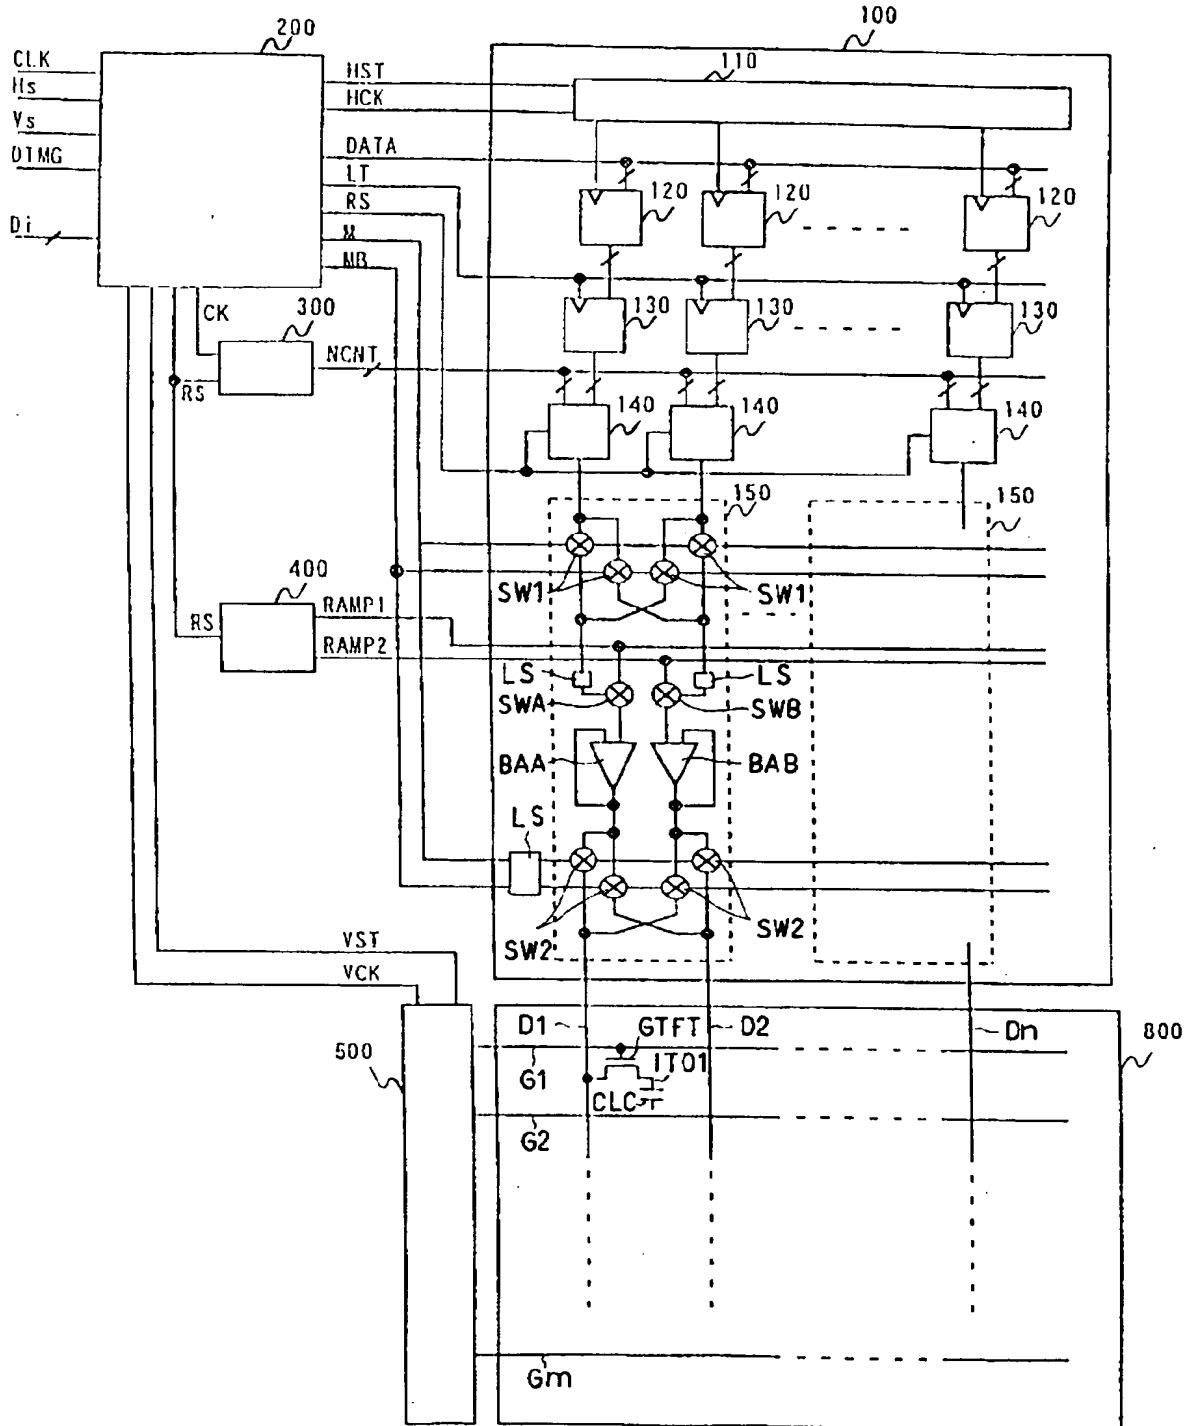 200
100
CLK
Hs
Vs
DTMG
Di
HST
HCK
DATA
LT
RS
M
MB
110
120
120
120
130
130
130
CK
300
NCNT
RS
140
140
140
150
150
SW1
SW1
400
RS
RAMP1
RAMP2
LS
LS
SWA
SWB
BAA
BAB
LS
SW2
SW2
VST
VCK
500
D1
GTFT
D2
Dn
800
G1
ITO1
CLC
G2
Gm